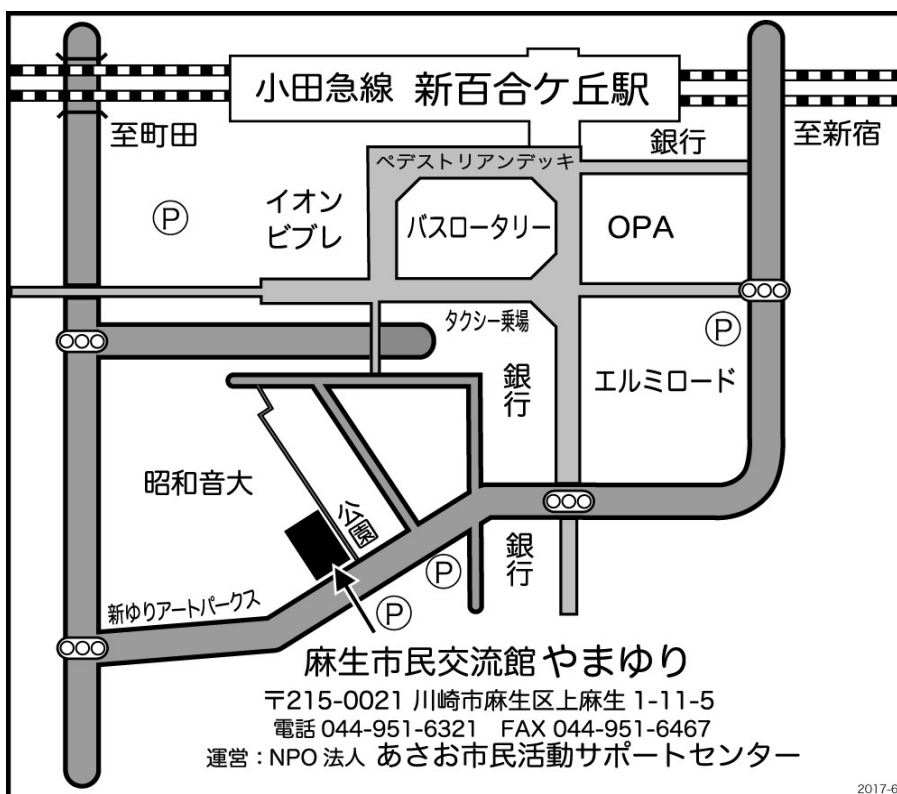 小田急線 新百合ケ丘駅
至町田
至新宿
銀行
ペデストリアンデッキ
P
イオン
ビブレ
バスロータリー
OPA
タクシー乗場
P
銀行
エルミロード
昭和音大
公園
銀行
P
新ゆりアートパークス
P
麻生市民交流館 やまゆり
〒215-0021 川崎市麻生区上麻生 1-11-5
電話 044-951-6321 FAX 044-951-6467
運営：NPO 法人 あさお市民活動サポートセンター
2017-6